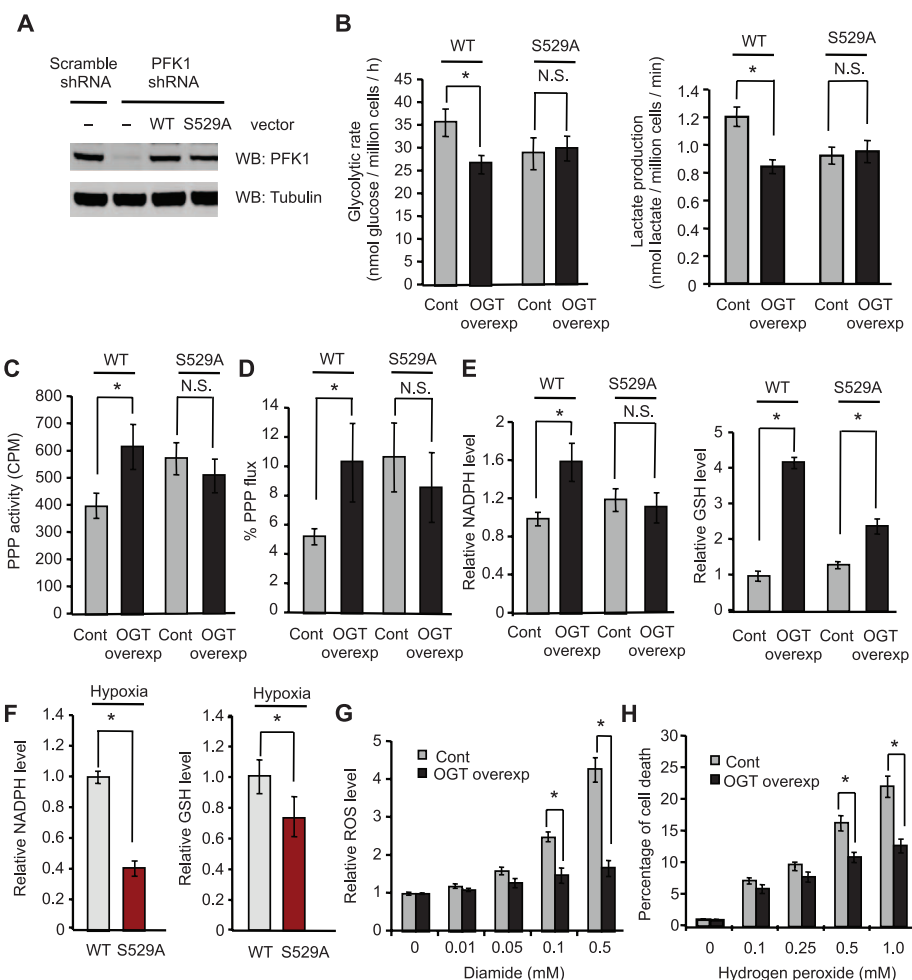 A
Scramble shRNA
PFK1 shRNA
– – WT S529A vector
WB: PFK1
WB: Tubulin
B
WT
S529A
*
N.S.
Glycolytic rate
(nmol glucose / million cells / h)
45
40
35
30
25
20
15
10
5
0
Cont OGT overexp
Cont OGT overexp
WT
S529A
*
N.S.
Lactate production
(nmol lactate / million cells / min)
1.4
1.2
1.0
0.8
0.6
0.4
0.2
0
Cont OGT overexp
Cont OGT overexp
C
WT
S529A
*
N.S.
PPP activity (CPM)
800
700
600
500
400
300
200
100
0
Cont OGT overexp
Cont OGT overexp
D
WT
S529A
*
N.S.
% PPP flux
14
12
10
8
6
4
2
0
Cont OGT overexp
Cont OGT overexp
E
WT
S529A
*
N.S.
Relative NADPH level
2
1.6
1.2
0.8
0.4
0
Cont OGT overexp
Cont OGT overexp
WT
S529A
*
*
Relative GSH level
5
4
3
2
1
0
Cont OGT overexp
Cont OGT overexp
F
Hypoxia
*
Relative NADPH level
1.4
1.2
1.0
0.8
0.6
0.4
0.2
0
WT S529A
Hypoxia
*
Relative GSH level
1.4
1.2
1.0
0.8
0.6
0.4
0.2
0
WT S529A
G
Cont
OGT overexp
*
*
Relative ROS level
5
4
3
2
1
0
0 0.01 0.05 0.1 0.5
Diamide (mM)
H
Cont
OGT overexp
*
*
Percentage of cell death
30
25
20
15
10
5
0
0 0.1 0.25 0.5 1.0
Hydrogen peroxide (mM)